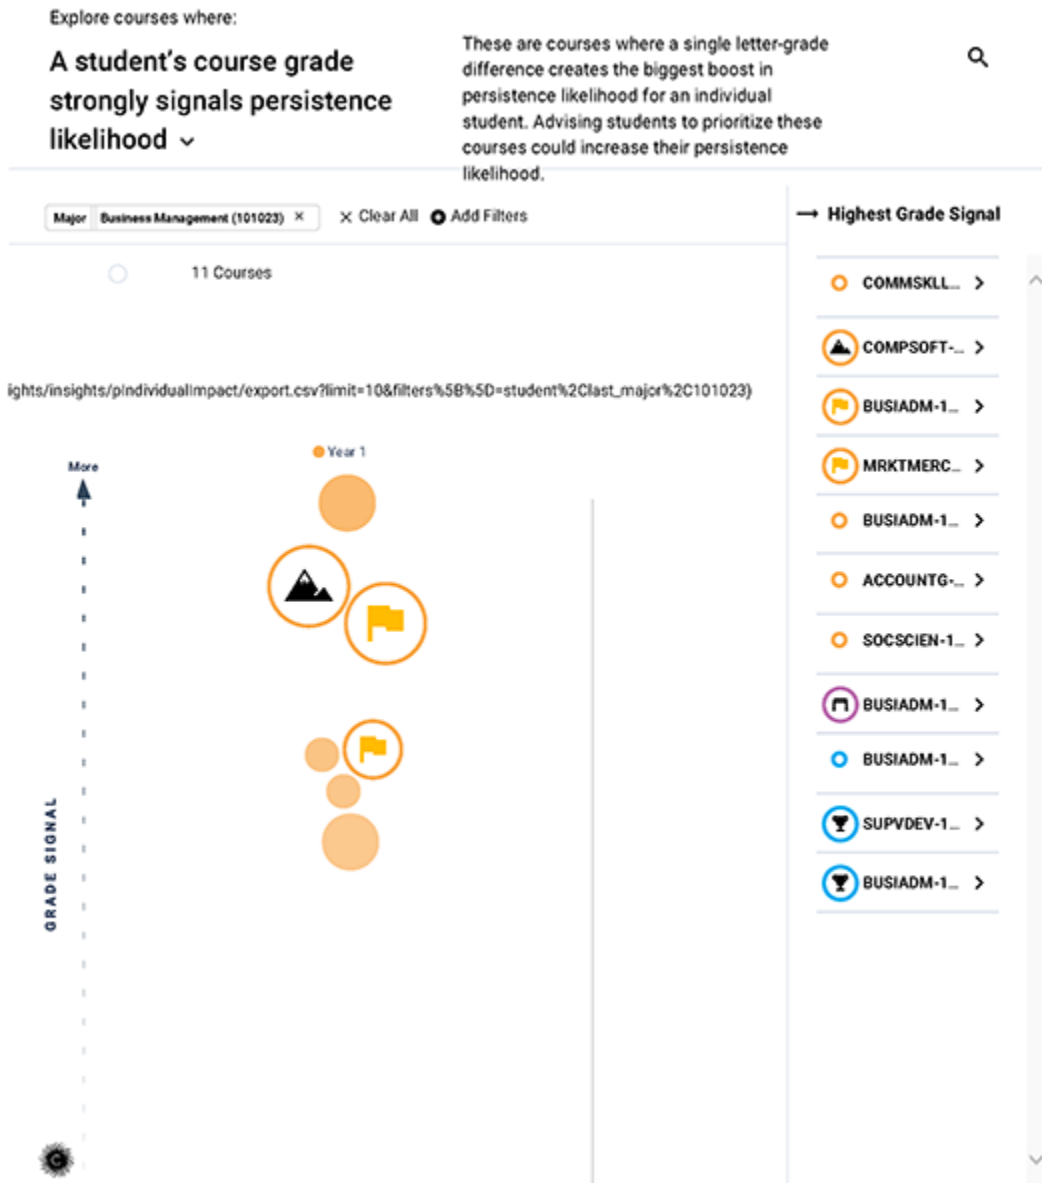 Explore courses where:
A student's course grade
strongly signals persistence
likelihood
These are courses where a single letter-grade
difference creates the biggest boost in
persistence likelihood for an individual
student. Advising students to prioritize these
courses could increase their persistence
likelihood.
Major Business Management (101023) × × Clear All Add Filters
11 Courses
ights/insights/pIndividualImpact/export.csv?limit=10&filters%5B%5D=student%2Clast_major%2C101023)
Year 1
More
GRADE SIGNAL
→ Highest Grade Signal
COMMSKLL...
COMPSOFT-...
BUSIADM-1...
MRKTMERC...
BUSIADM-1...
ACCOUNTG-...
SOCSCIEN-1...
BUSIADM-1...
BUSIADM-1...
SUPVDEV-1...
BUSIADM-1...